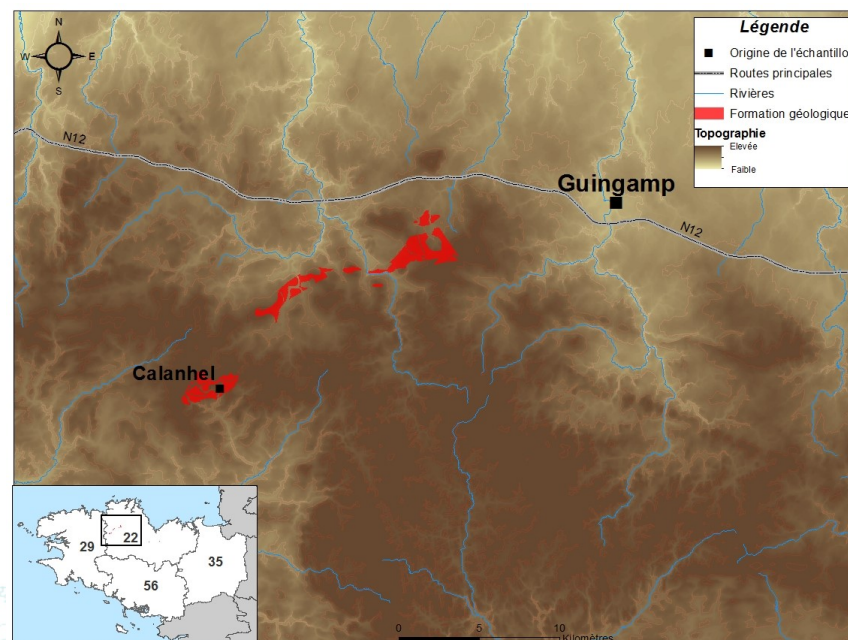 N
W
E
S
Légende
Origine de l'échantillo
Routes principales
Rivières
Formation géologique
Topographie
Elevée
Faible
N12
Guingamp
N12
Calanhel
29
22
35
56
0 5 10
Kilomètres